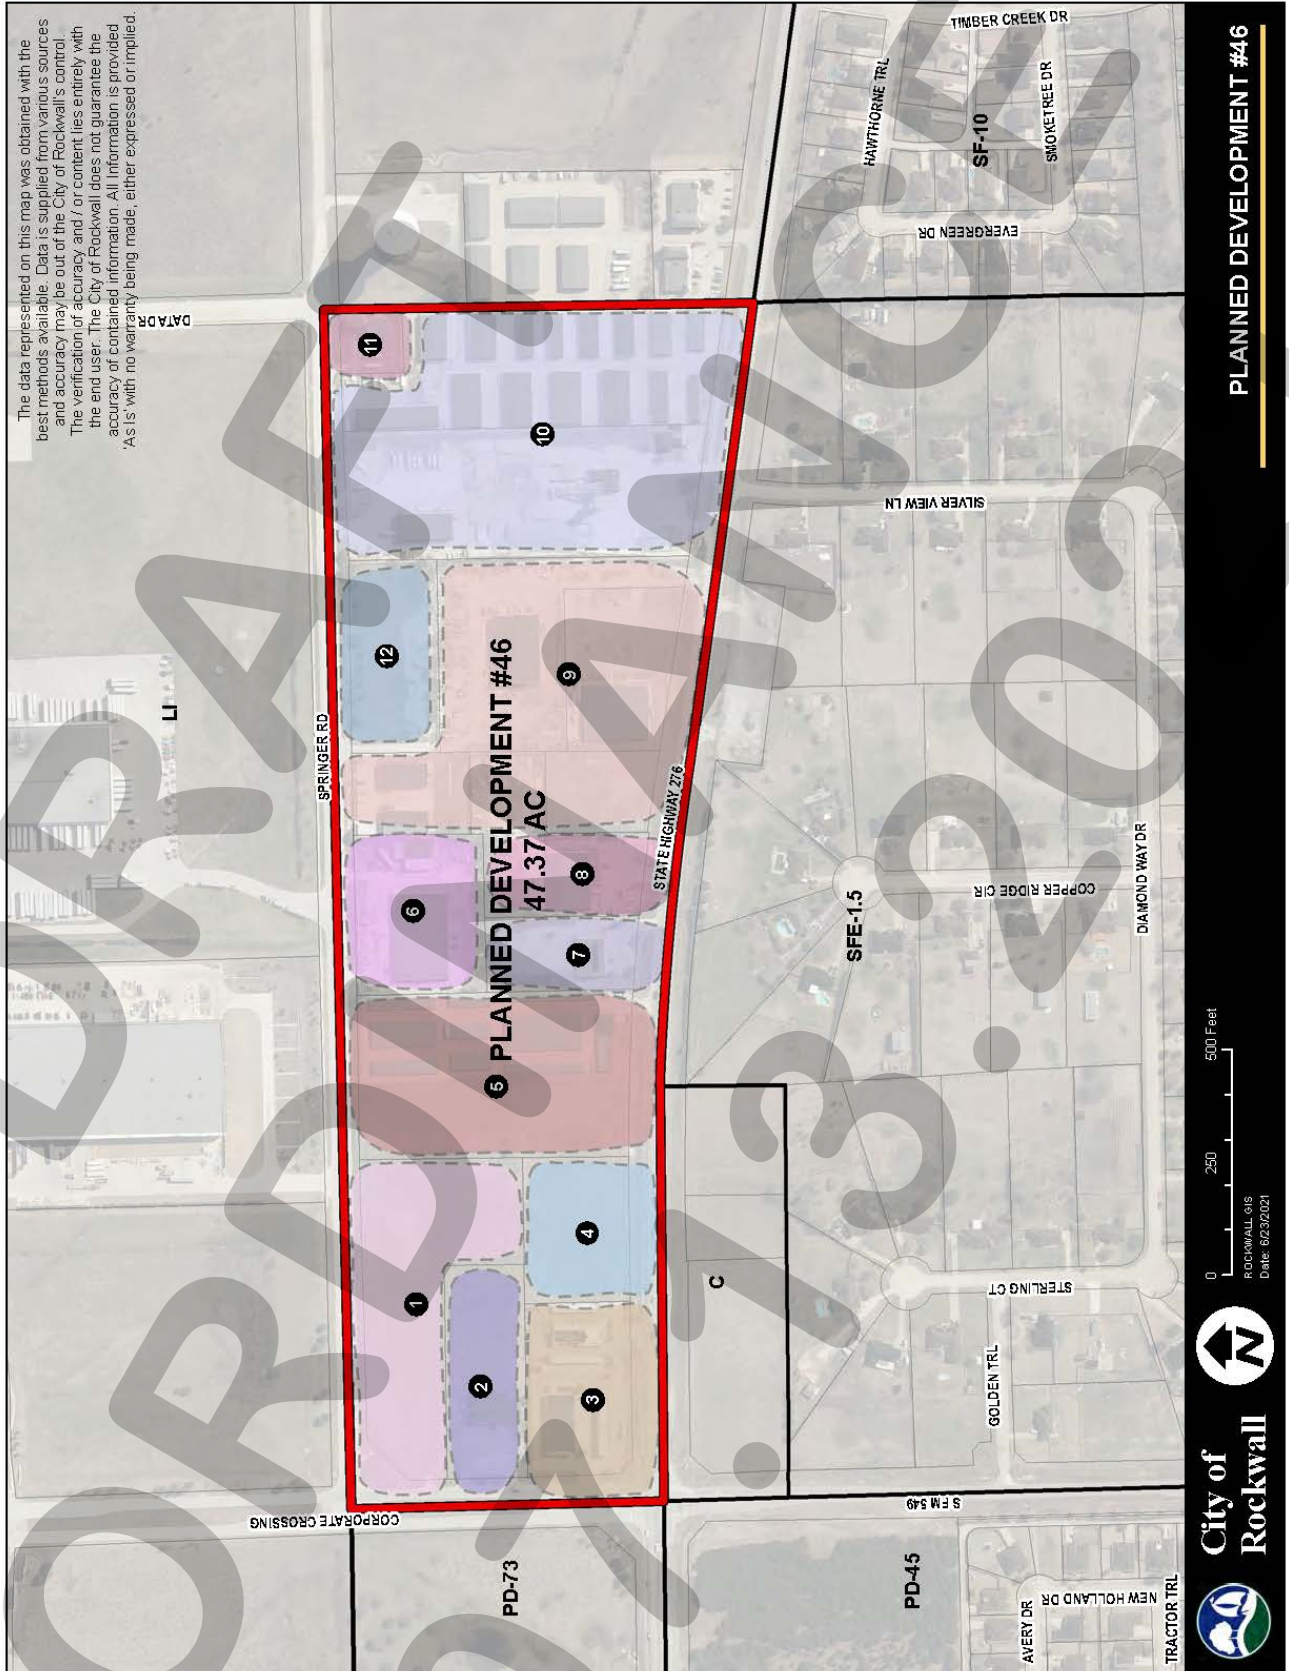 The data represented on this map was obtained with the
best methods available. Data is supplied from various sources
and accuracy may be out of the City of Rockwall's control.
The verification of accuracy and / or content lies entirely with
the end user. The City of Rockwall does not guarantee the
accuracy of contained information. All Information is provided
'As Is' with no warranty being made, either expressed or implied.
DATA DR
LI
SPRINGER RD
CORPORATE CROSSING
1
2
3
4
5
6
7
8
9
10
11
12
PLANNED DEVELOPMENT #46
47.37 AC
STATE HIGHWAY 276
PD-73
C
PD-45
S FM 549
SFE-1.5
SF-10
TIMBER CREEK DR
HAWTHORNE TRL
SMOKETREE DR
EVERGREEN DR
SILVER VIEW LN
COPPER RIDGE CIR
DIAMOND WAY DR
STERLING CT
GOLDEN TRL
AVERY DR
NEW HOLLAND DR
TRACTOR TRL
DRAFT
ORDINANCE
City of
Rockwall
N
0 250 500 Feet
ROCKWALL GIS
Date: 6/23/2021
PLANNED DEVELOPMENT #46